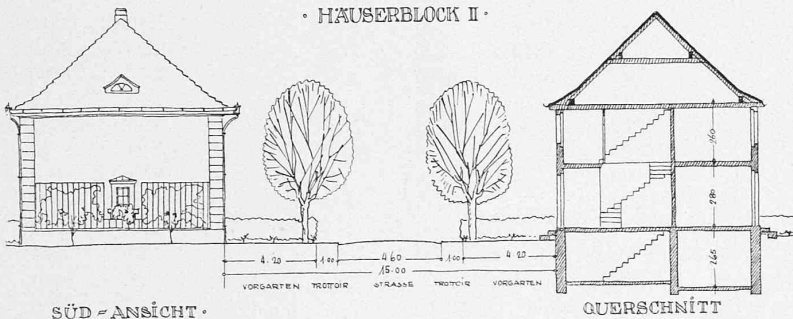 · HÄUSERBLOCK II ·
260
280
265
4.20 1.00 4.60 1.00 4.20
15.00
VORGARTEN TROTTOIR STRASSE TROTTOIR VORGARTEN
SÜD=ANSICHT· QUERSCHNITT